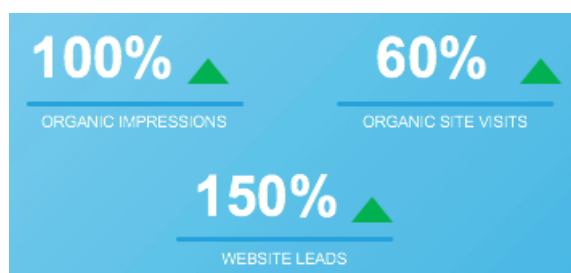 100%
ORGANIC IMPRESSIONS
60%
ORGANIC SITE VISITS
150%
WEBSITE LEADS